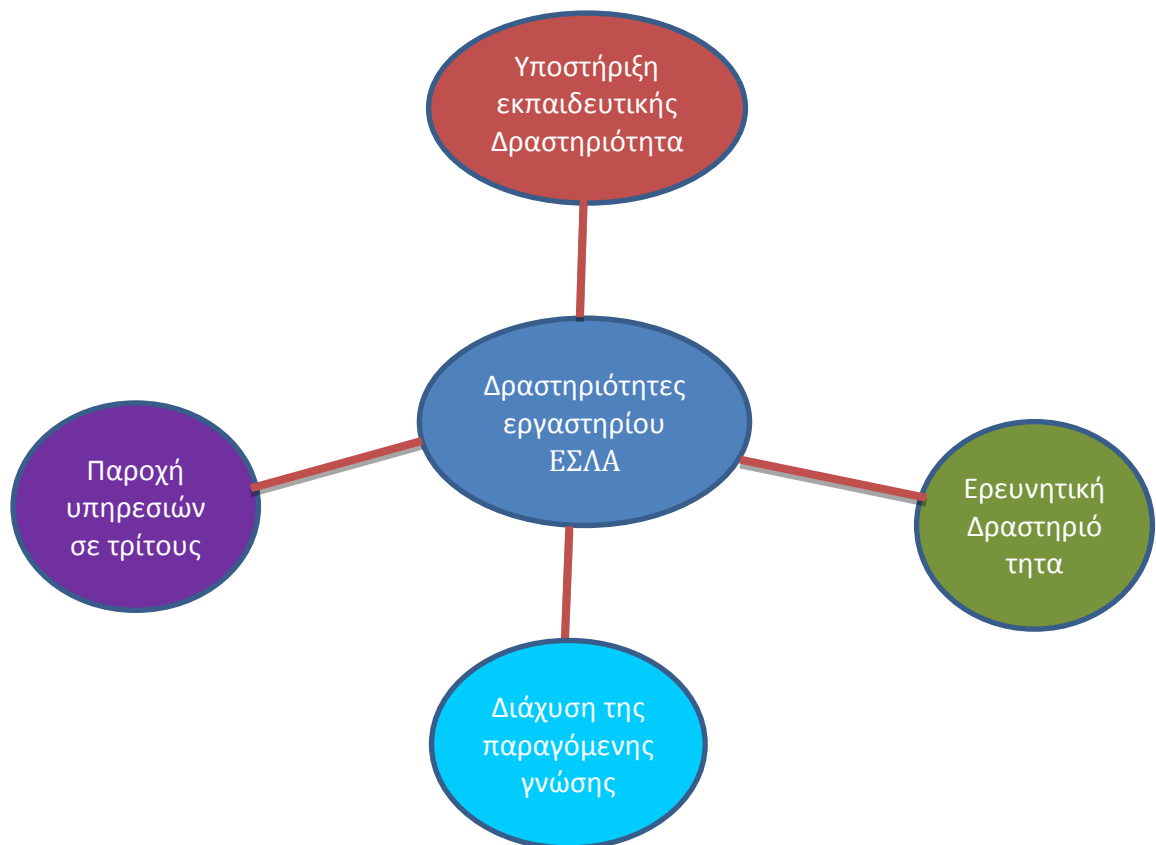 Υποστήριξη
εκπαιδευτικής
Δραστηριότητα
Δραστηριότητες
εργαστηρίου
ΕΣΛΑ
Παροχή
υπηρεσιών
σε τρίτους
Ερευνητική
Δραστηριό
τητα
Διάχυση της
παραγόμενης
γνώσης